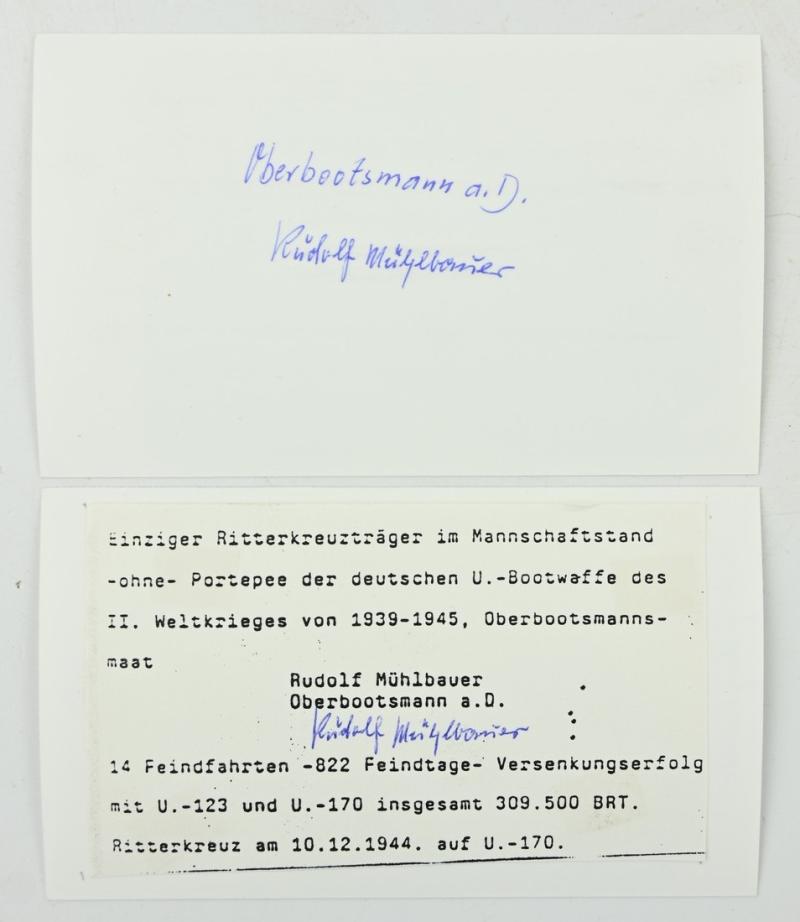 Oberbootsmann a.D.
Rudolf Mühlbauer
Einziger Ritterkreuzträger im Mannschaftstand
-ohne- Portepee der deutschen U.-Bootwaffe des
II. Weltkrieges von 1939-1945, Oberbootsmanns-
maat
Rudolf Mühlbauer
Oberbootsmann a.D.
Rudolf Mühlbauer
14 Feindfahrten -822 Feindtage- Versenkungserfolg
mit U.-123 und U.-170 insgesamt 309.500 BRT.
Ritterkreuz am 10.12.1944. auf U.-170.